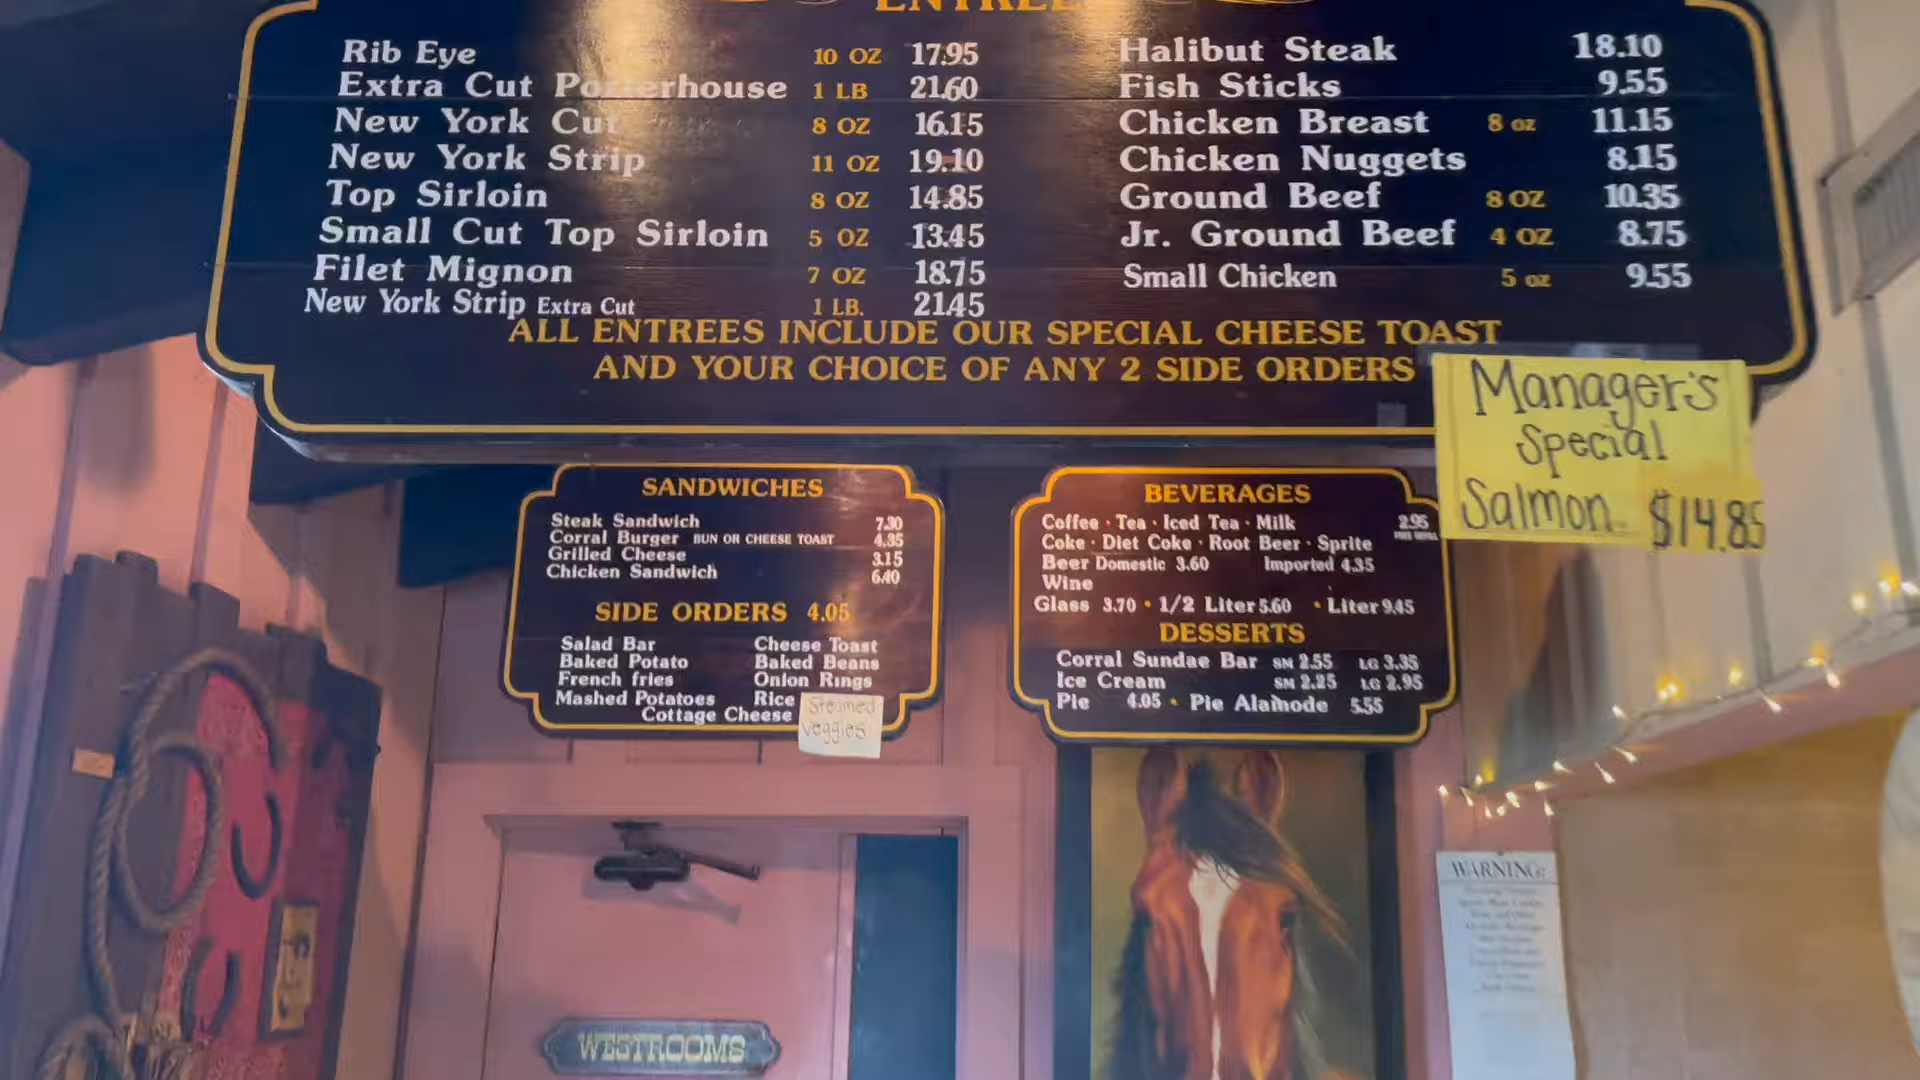 ENTREES
Rib Eye 10 OZ 17.95
Extra Cut Porterhouse 1 LB 21.60
New York Cut 8 OZ 16.15
New York Strip 11 OZ 19.10
Top Sirloin 8 OZ 14.85
Small Cut Top Sirloin 5 OZ 13.45
Filet Mignon 7 OZ 18.75
New York Strip Extra Cut 1 LB. 21.45
Halibut Steak 18.10
Fish Sticks 9.55
Chicken Breast 8 oz 11.15
Chicken Nuggets 8.15
Ground Beef 8 OZ 10.35
Jr. Ground Beef 4 OZ 8.75
Small Chicken 5 oz 9.55
ALL ENTREES INCLUDE OUR SPECIAL CHEESE TOAST
AND YOUR CHOICE OF ANY 2 SIDE ORDERS
Manager's
Special
Salmon $14.85
SANDWICHES
Steak Sandwich 7.30
Corral Burger BUN OR CHEESE TOAST 4.35
Grilled Cheese 3.15
Chicken Sandwich 6.40
SIDE ORDERS 4.05
Salad Bar Cheese Toast
Baked Potato Baked Beans
French fries Onion Rings
Mashed Potatoes Rice
Cottage Cheese
Steamed
veggies
BEVERAGES
Coffee · Tea · Iced Tea · Milk 2.95
Coke · Diet Coke · Root Beer · Sprite
Beer Domestic 3.60 Imported 4.35
Wine
Glass 3.70 · 1/2 Liter 5.60 · Liter 9.45
DESSERTS
Corral Sundae Bar SM 2.55 LG 3.35
Ice Cream SM 2.25 LG 2.95
Pie 4.05 · Pie Alamode 5.55
WARNING:
WESTROOMS